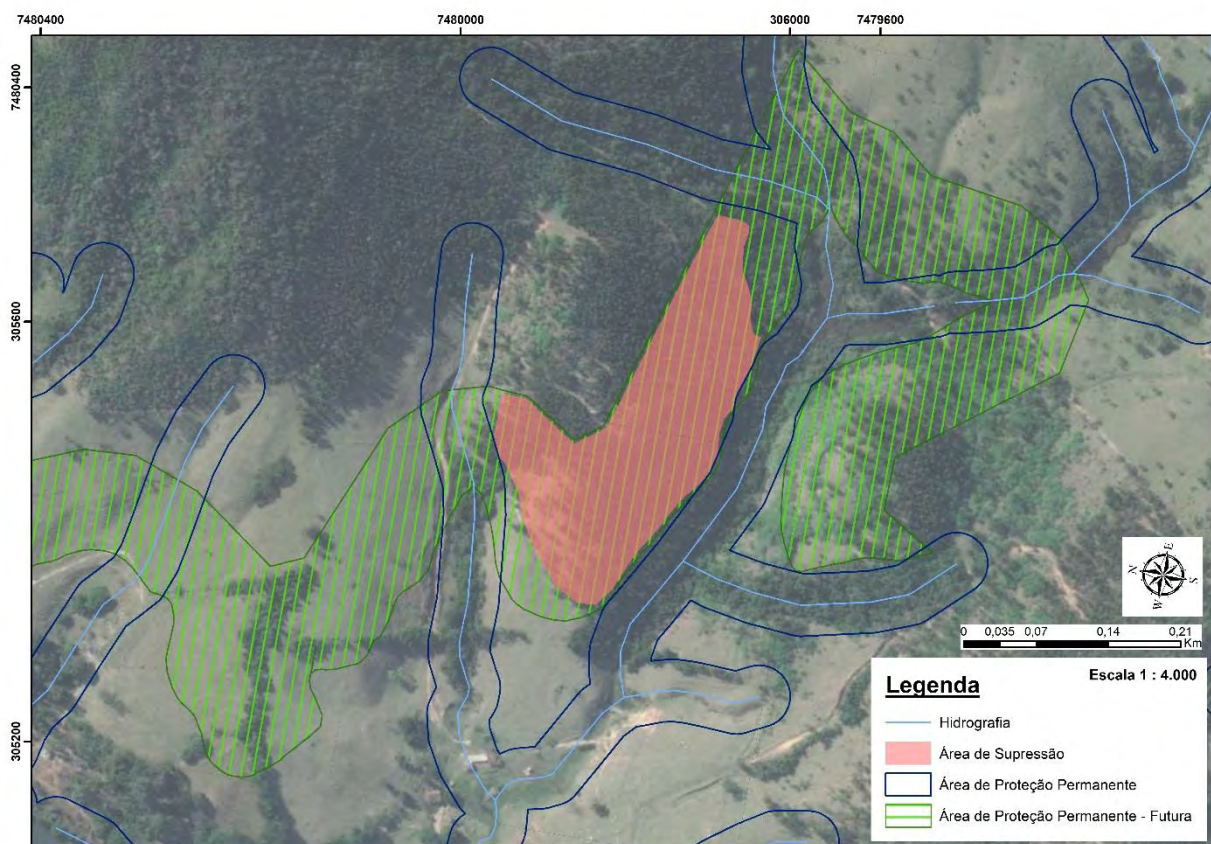 7480400
7480000
306000
7479600
7480400
305600
305200
N
E
S
W
0 0,035 0,07 0,14 0,21
Km
Legenda
Escala 1 : 4.000
Hidrografia
Área de Supressão
Área de Proteção Permanente
Área de Proteção Permanente - Futura